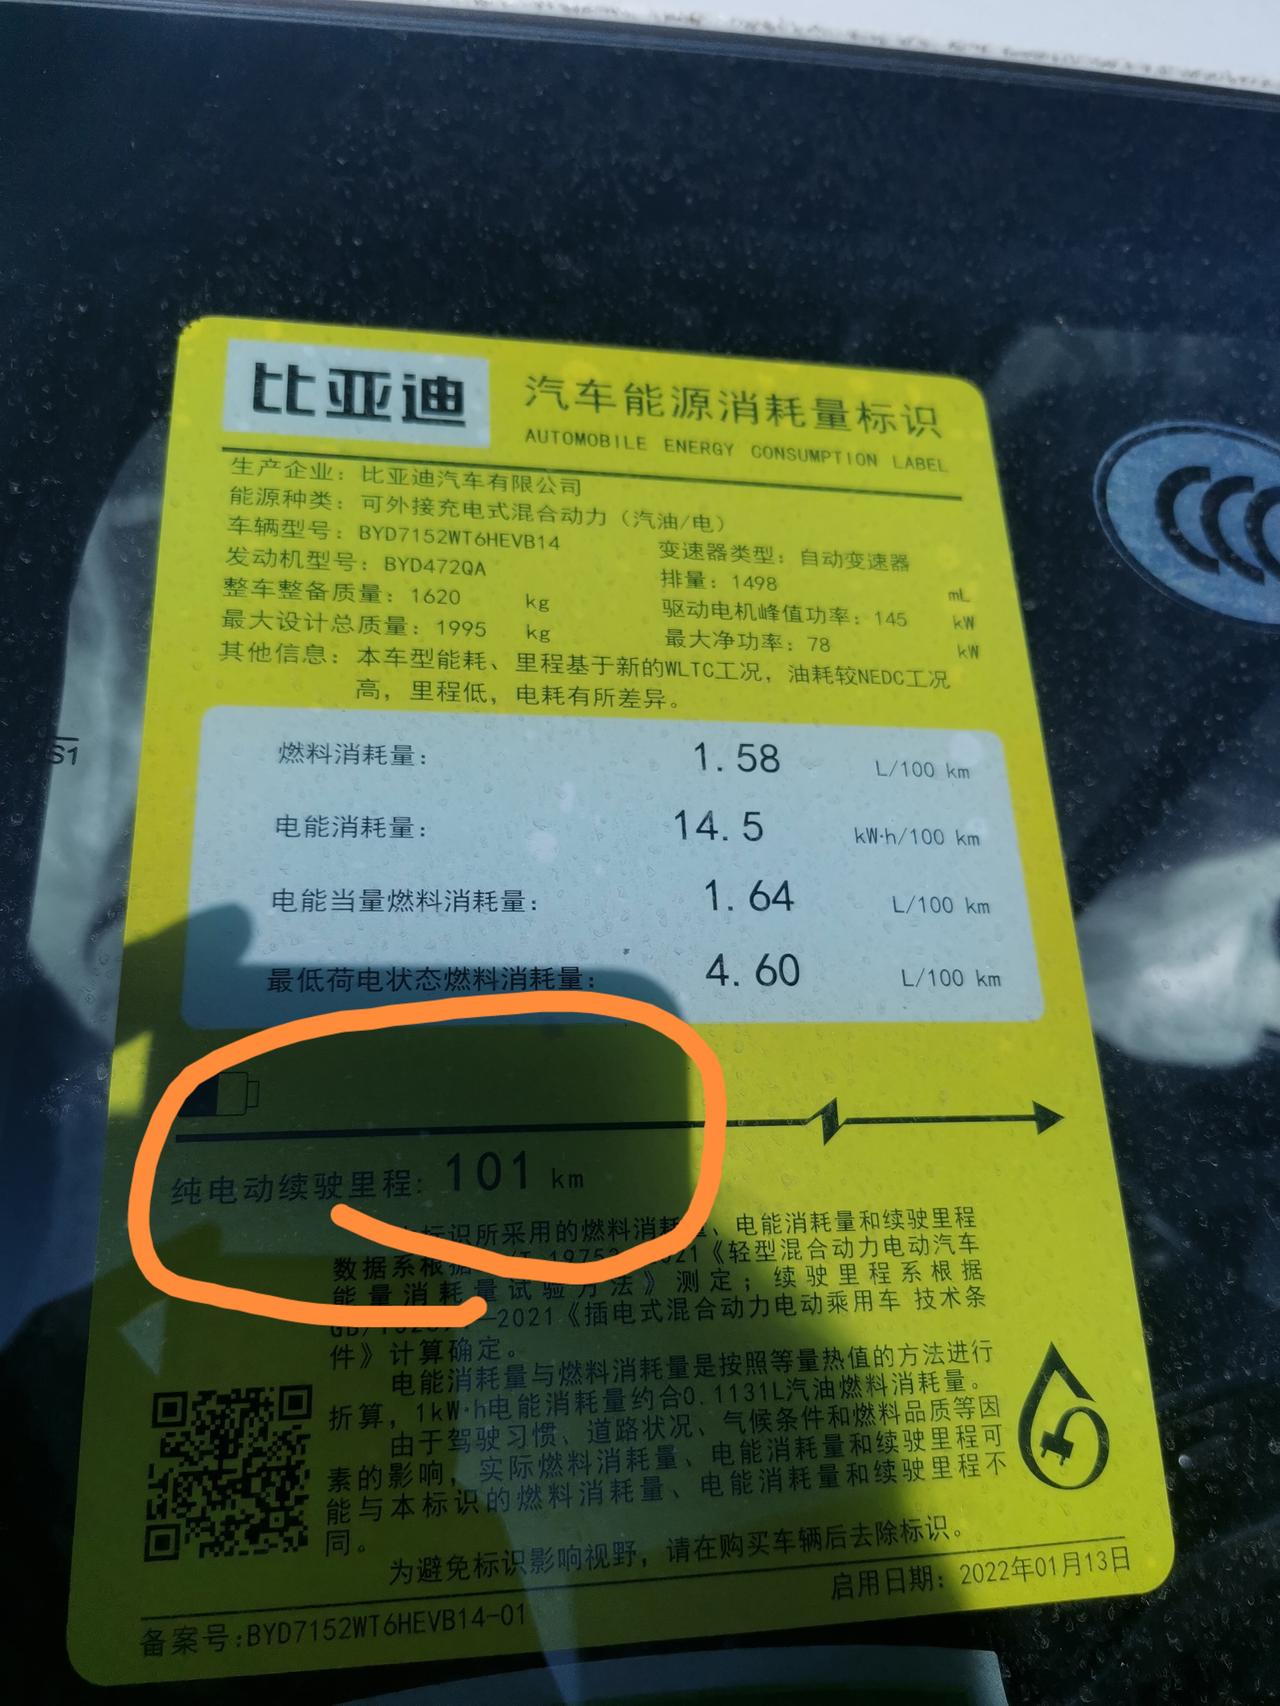 比亚迪
汽车能源消耗量标识
AUTOMOBILE ENERGY CONSUMPTION LABEL
生产企业：比亚迪汽车有限公司
能源种类：可外接充电式混合动力（汽油/电）
车辆型号：BYD7152WT6HEVB14
变速器类型：自动变速器
发动机型号：BYD472QA
排量：1498 mL
整车整备质量：1620 kg
驱动电机峰值功率：145 kW
最大设计总质量：1995 kg
最大净功率：78 kW
其他信息：本车型能耗、里程基于新的WLTC工况，油耗较NEDC工况
高，里程低，电耗有所差异。
燃料消耗量： 1.58 L/100 km
电能消耗量： 14.5 kW·h/100 km
电能当量燃料消耗量： 1.64 L/100 km
最低荷电状态燃料消耗量： 4.60 L/100 km
纯电动续驶里程：101 km
标识所采用的燃料消耗量、电能消耗量和续驶里程
数据系根据 2021《轻型混合动力电动汽车
能量消耗量试验方法》测定；续驶里程系根据
—2021《插电式混合动力电动乘用车 技术条
件》计算确定。
电能消耗量与燃料消耗量是按照等量热值的方法进行
折算，1kW·h电能消耗量约合0.1131L汽油燃料消耗量。
由于驾驶习惯、道路状况、气候条件和燃料品质等因
素的影响，实际燃料消耗量、电能消耗量和续驶里程可
能与本标识的燃料消耗量、电能消耗量和续驶里程不
同。
为避免标识影响视野，请在购买车辆后去除标识。
启用日期：2022年01月13日
备案号:BYD7152WT6HEVB14-01
CCC
S1